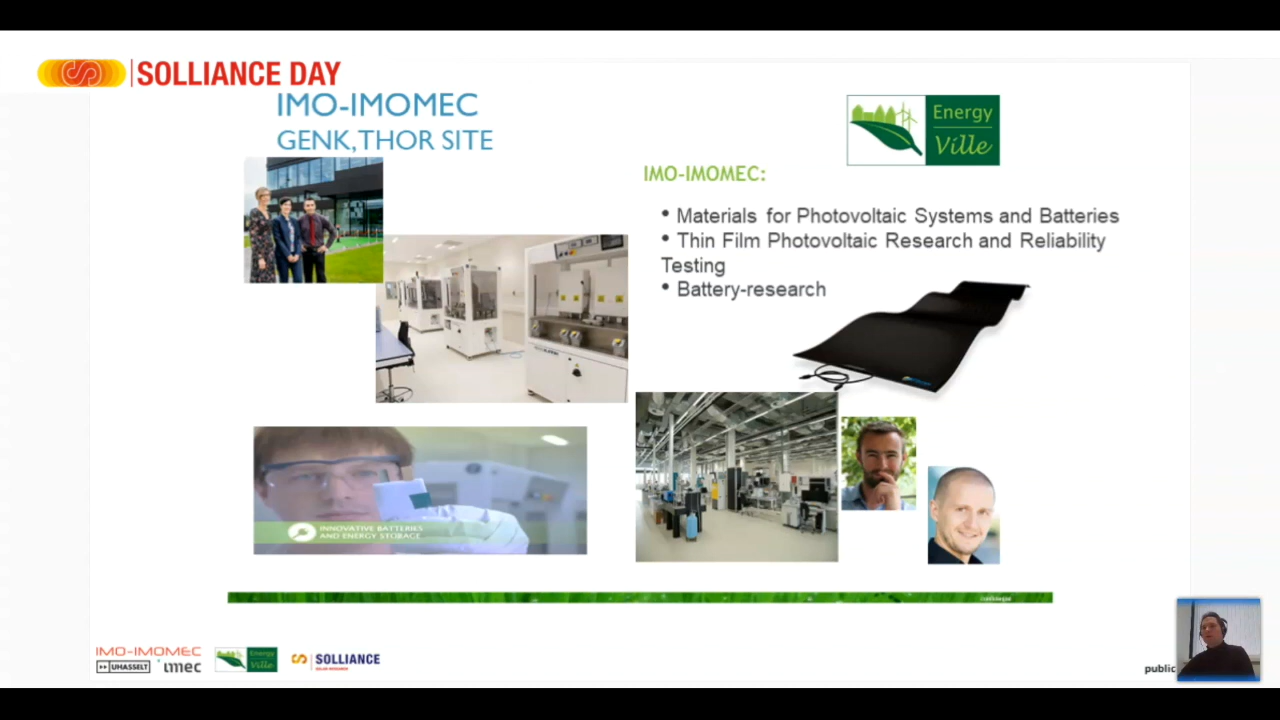 SOLLIANCE DAY
IMO-IMOMEC
GENK, THOR SITE
Energy
Ville
IMO-IMOMEC:
• Materials for Photovoltaic Systems and Batteries
• Thin Film Photovoltaic Research and Reliability
Testing
• Battery-research
INNOVATIVE BATTERIES
AND ENERGY STORAGE
IMO-IMOMEC
UHASSELT
imec
Energy
Ville
SOLLIANCE
SOLAR RESEARCH
public